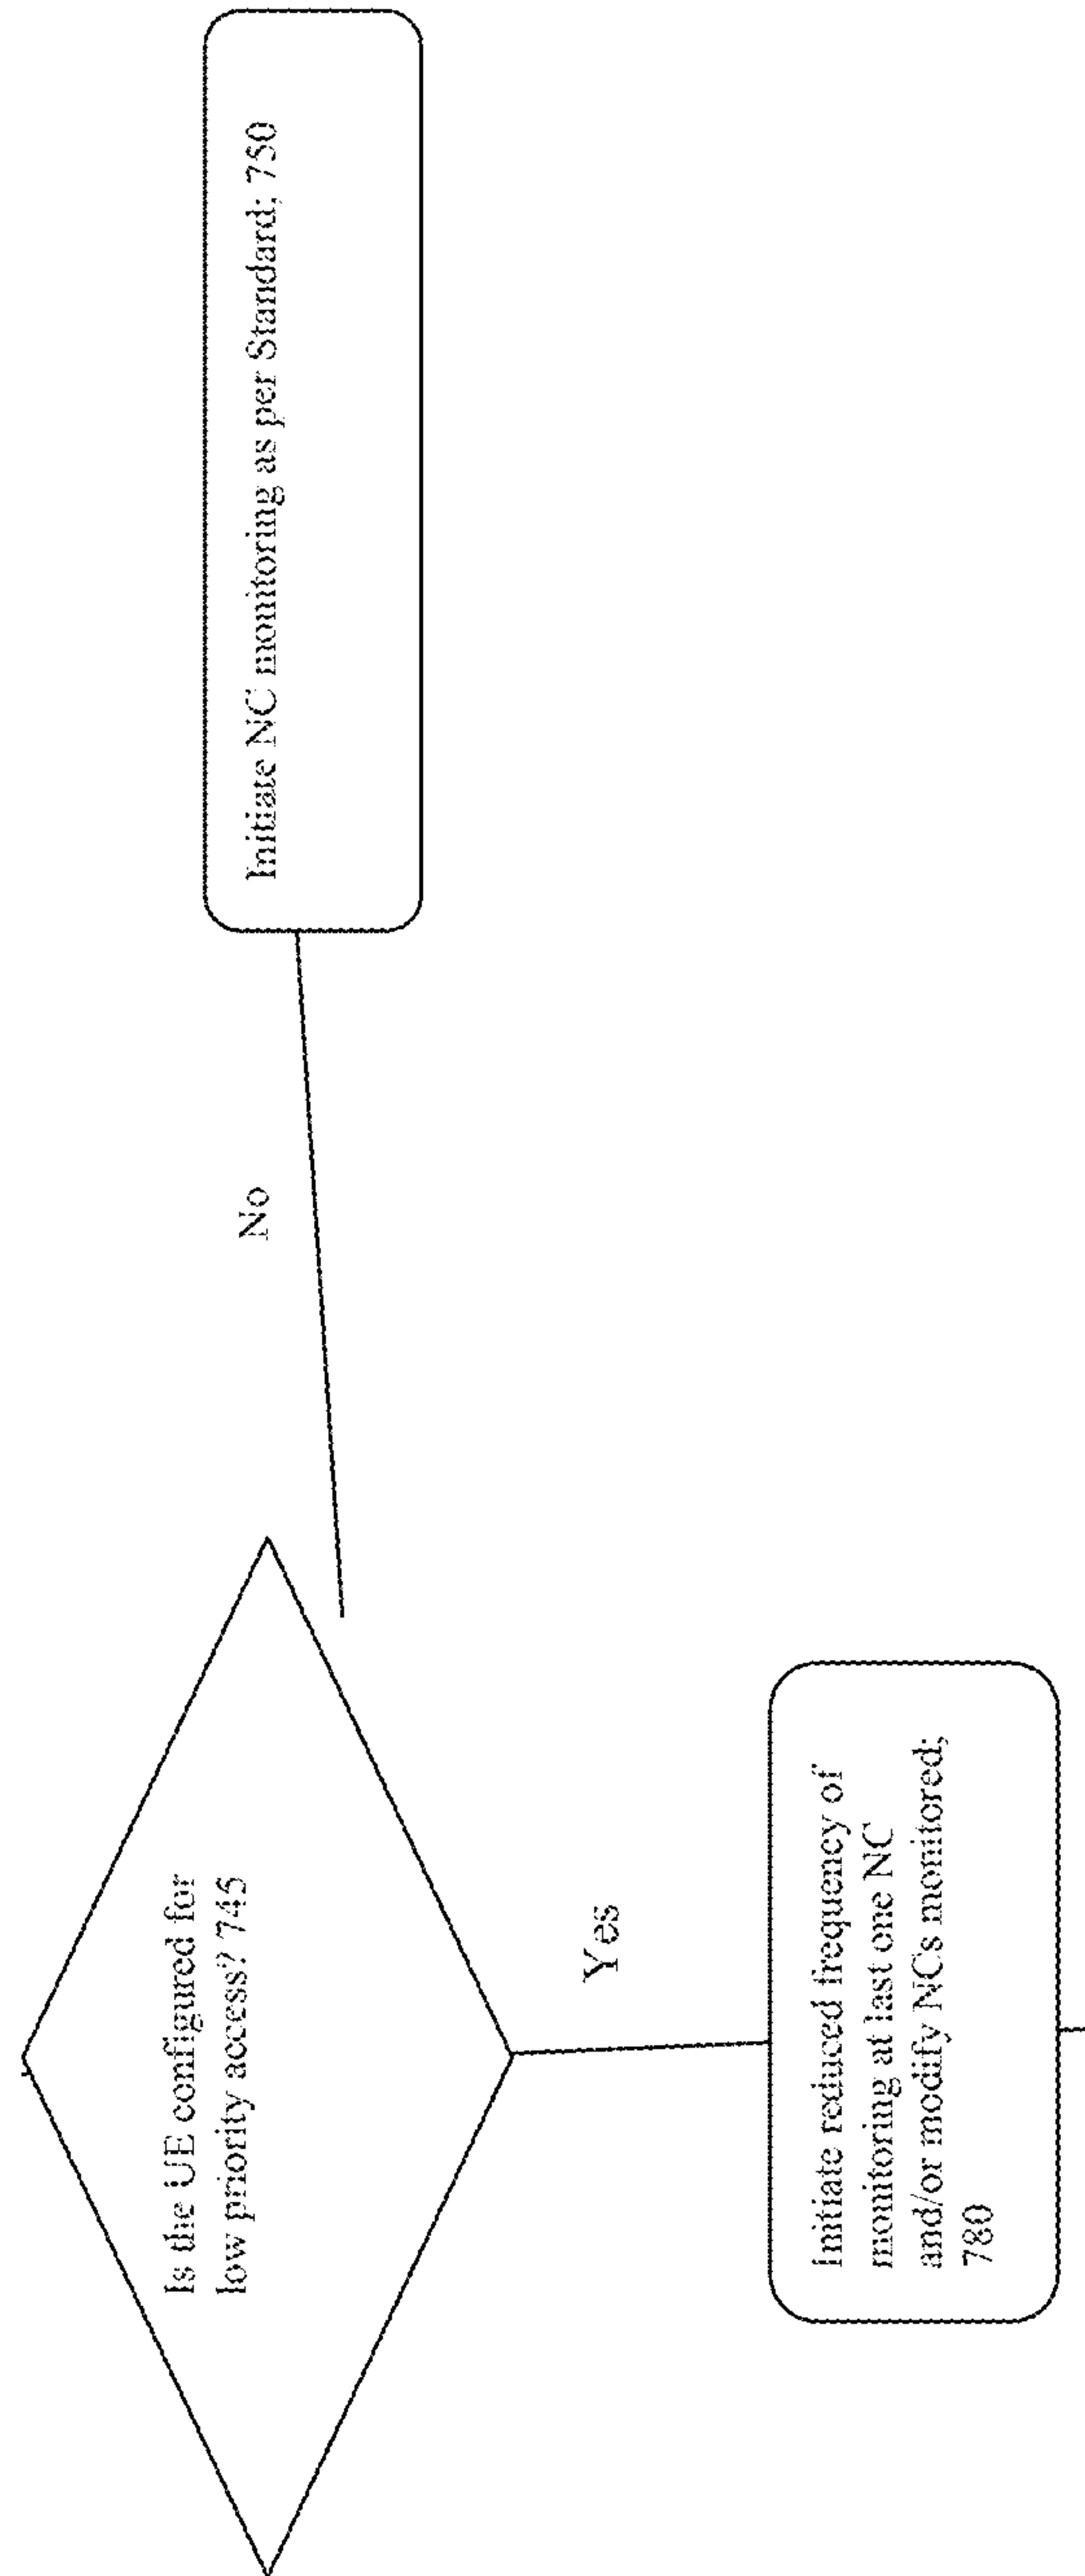 Is the UE configured for
low priority access? 745
No
Initiate NC monitoring as per Standard; 750
Yes
Initiate reduced frequency of
monitoring at last one NC
and/or modify NCs monitored;
780